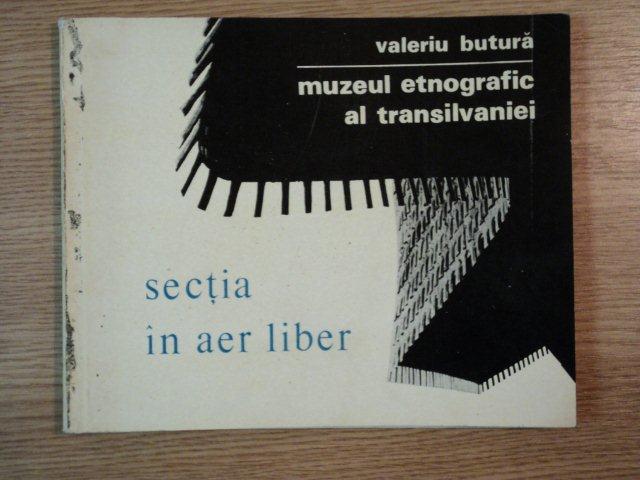 valeriu butură
muzeul etnografic
al transilvaniei
secția
în aer liber